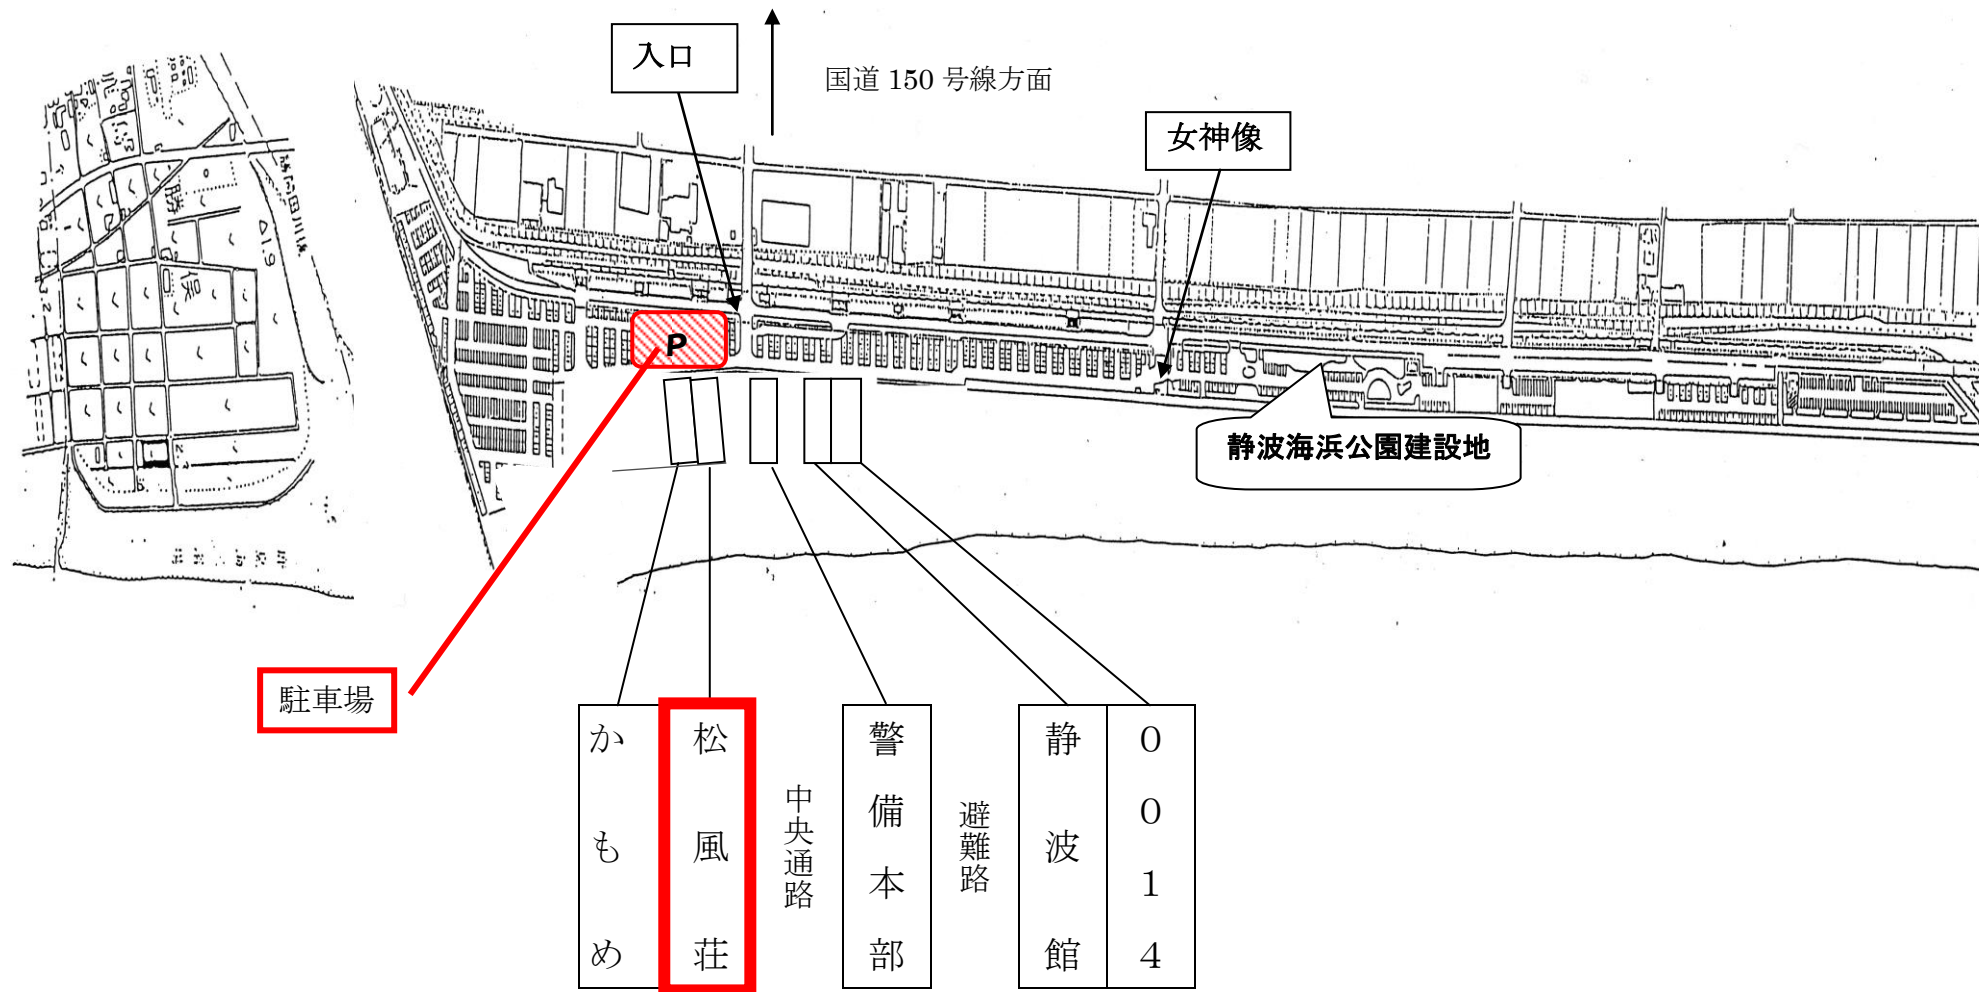 入口
国道 150 号線方面
女神像
P
静波海浜公園建設地
駐車場
かもめ
松風荘
中央通路
警備本部
避難路
静波館
0014